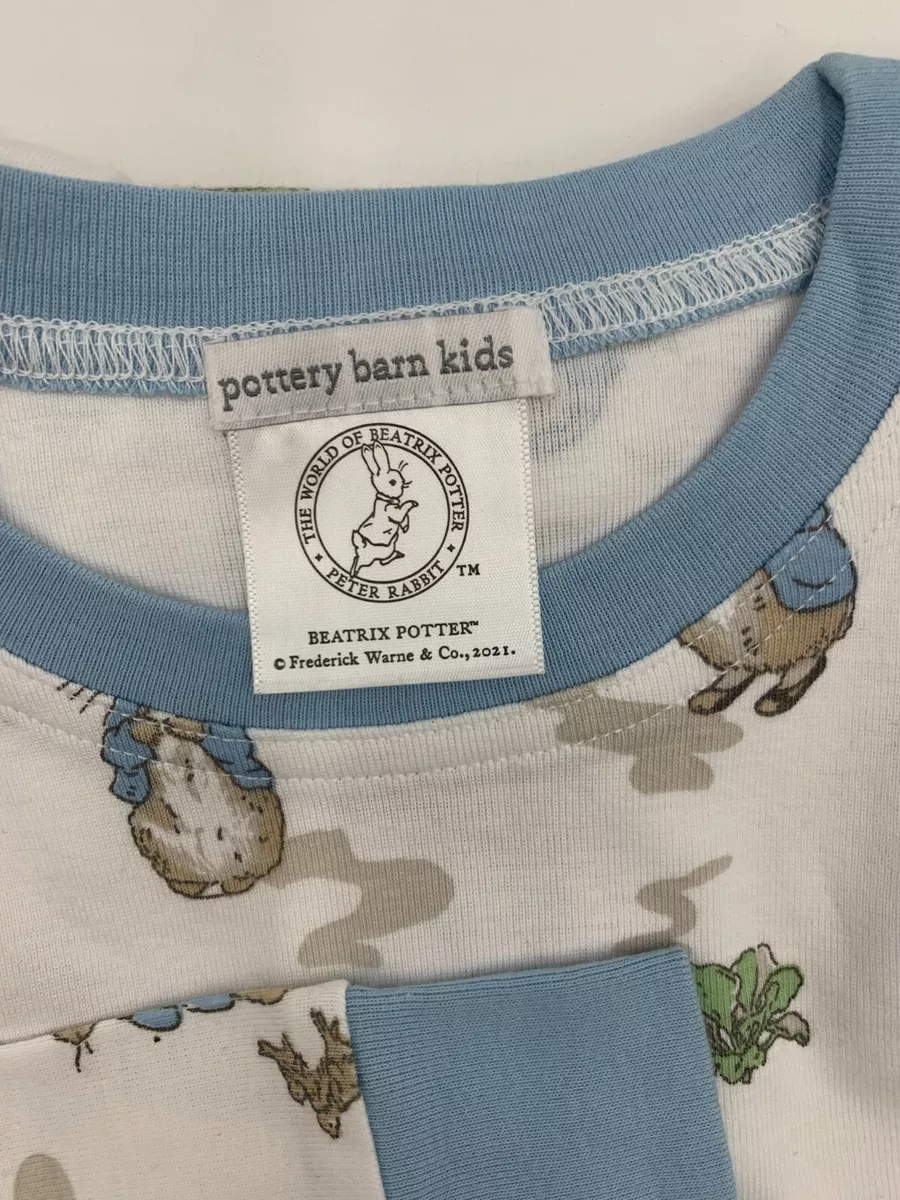 pottery barn kids
THE WORLD OF BEATRIX POTTER
PETER RABBIT
TM
BEATRIX POTTER™
© Frederick Warne & Co., 2021.